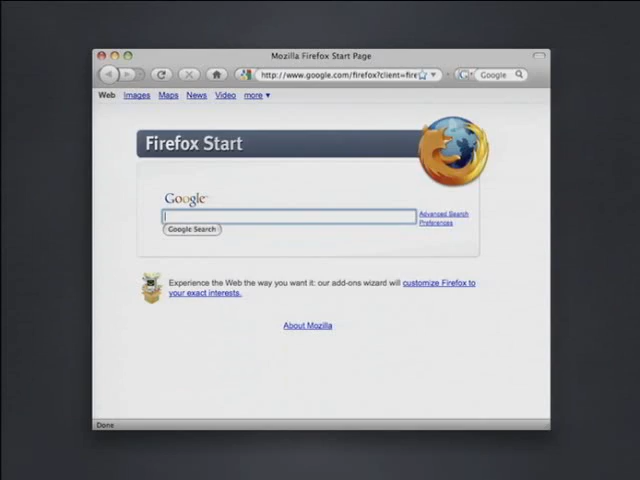 Mozilla Firefox Start Page
http://www.google.com/firefox?client=fire
Google
Web Images Maps News Video more ▼
Firefox Start
Google
Advanced Search
Preferences
Google Search
Experience the Web the way you want it: our add-ons wizard will customize Firefox to
your exact interests.
About Mozilla
Done